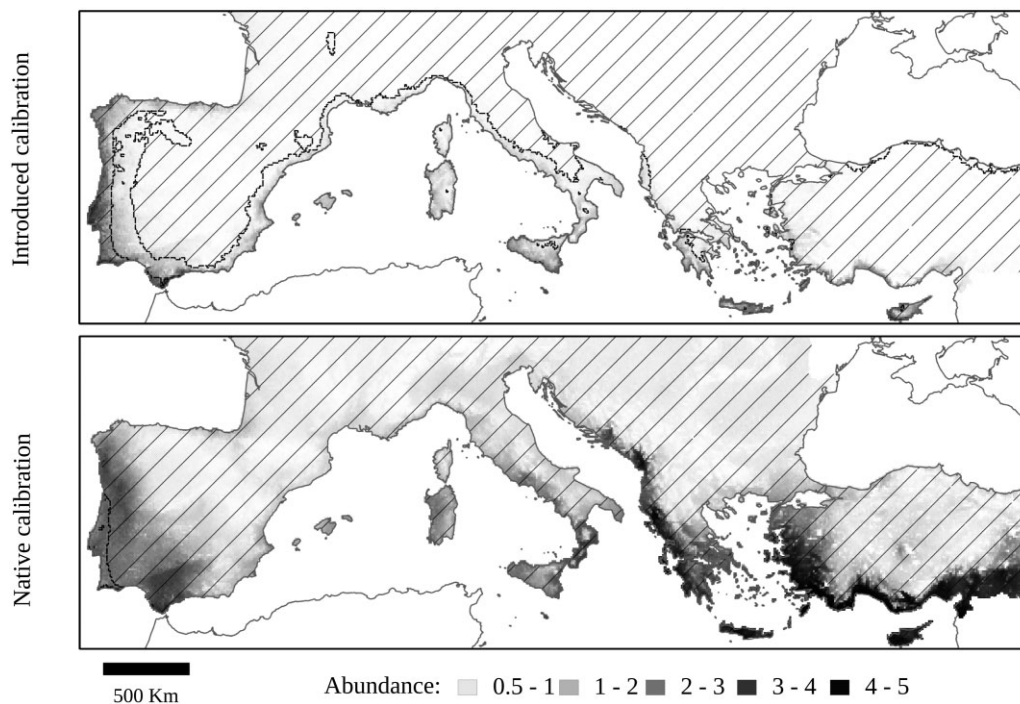 Introduced calibration
Native calibration
500 Km
Abundance: 0.5 - 1 1 - 2 2 - 3 3 - 4 4 - 5